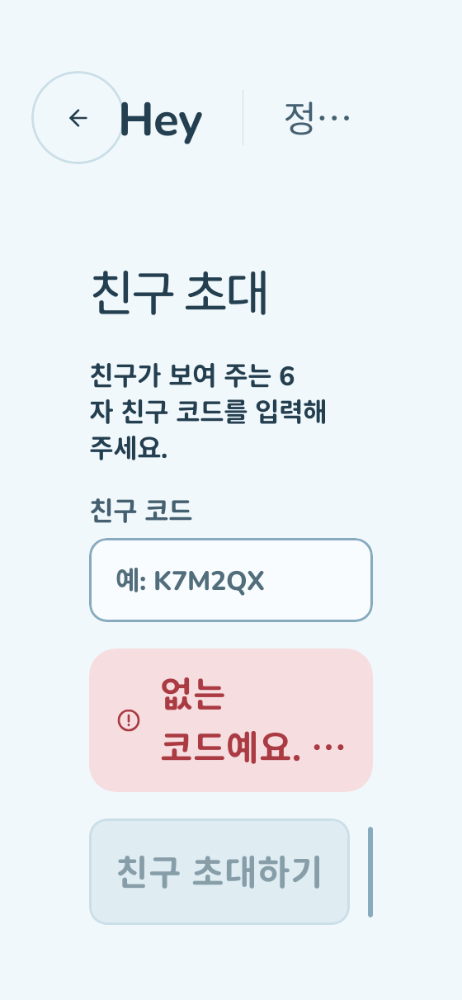 Hey
정…
친구 초대
친구가 보여 주는 6
자 친구 코드를 입력해
주세요.
친구 코드
예: K7M2QX
없는
코드예요. …
친구 초대하기